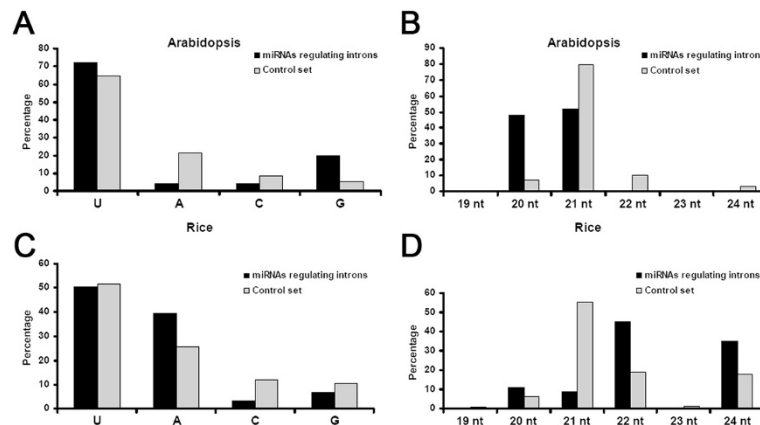 A
Arabidopsis
80
70
60
50
40
30
20
10
0
Percentage
miRNAs regulating introns
Control set
U A C G
B
Arabidopsis
90
80
70
60
50
40
30
20
10
0
Percentage
miRNAs regulating intron
Control set
19 nt 20 nt 21 nt 22 nt 23 nt 24 nt
C
Rice
60
50
40
30
20
10
0
Percentage
miRNAs regulating introns
Control set
U A C G
D
Rice
60
50
40
30
20
10
0
Percentage
miRNAs regulating introns
Control set
19 nt 20 nt 21 nt 22 nt 23 nt 24 nt